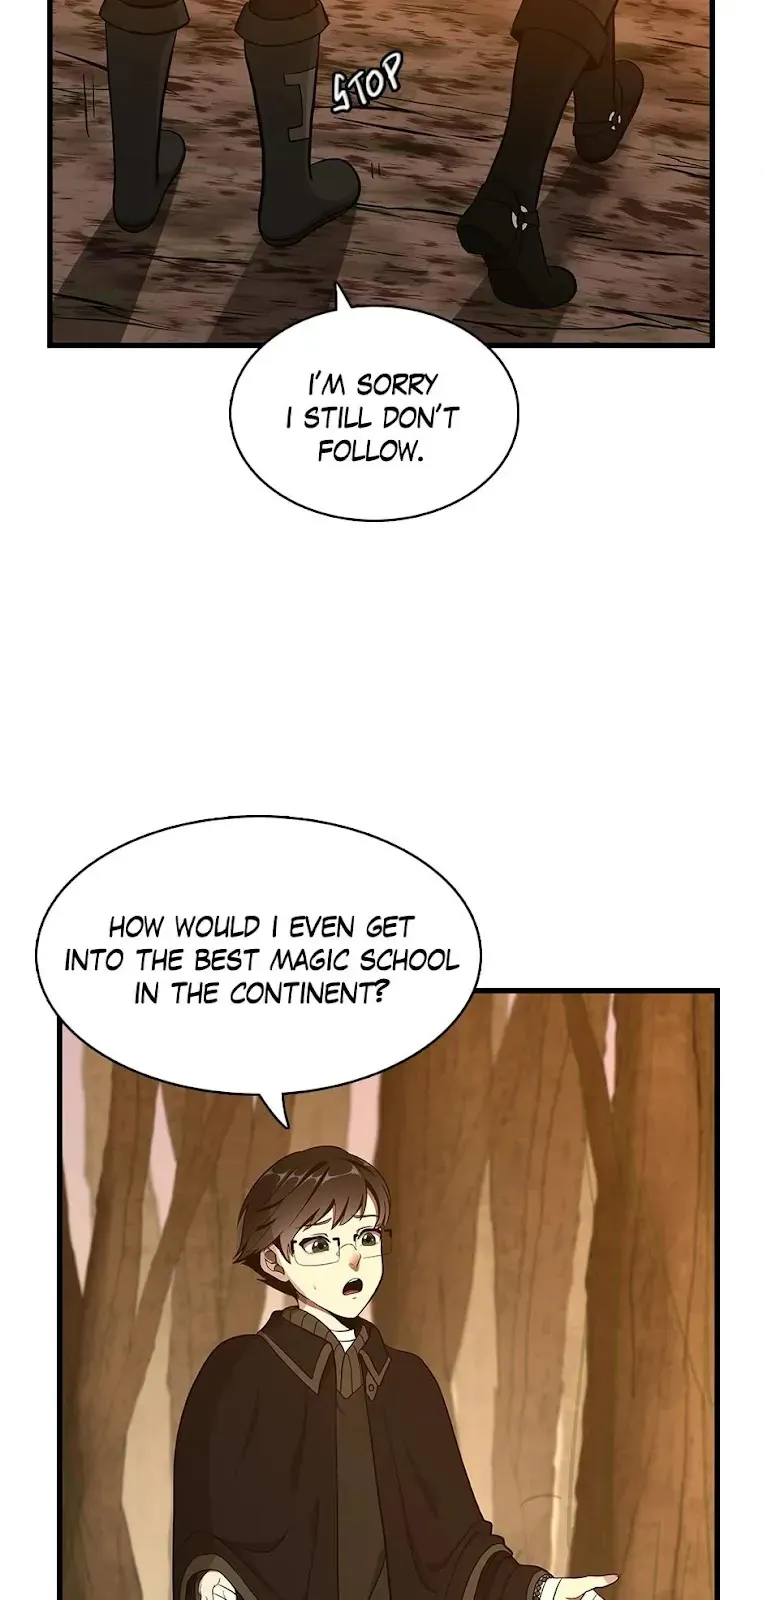 STOP
I'M SORRY
I STILL DON'T
FOLLOW.
HOW WOULD I EVEN GET
INTO THE BEST MAGIC SCHOOL
IN THE CONTINENT?